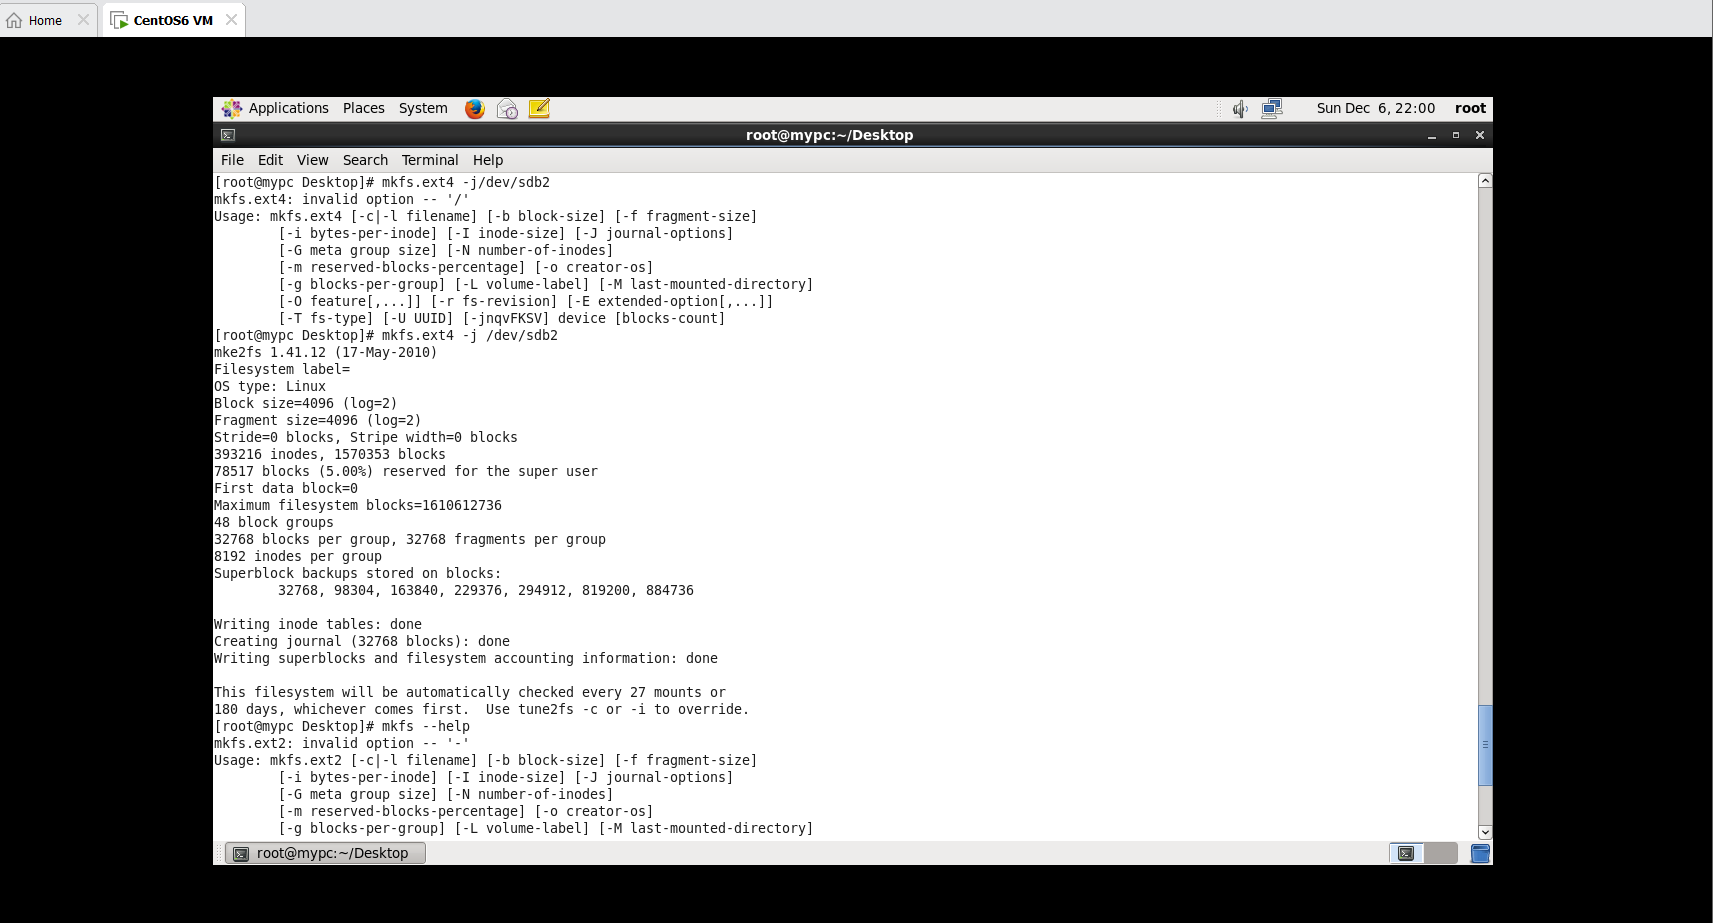 Home
CentOS6 VM
Applications Places System
Sun Dec 6, 22:00 root
root@mypc:~/Desktop
File Edit View Search Terminal Help
[root@mypc Desktop]# mkfs.ext4 -j/dev/sdb2
mkfs.ext4: invalid option -- '/'
Usage: mkfs.ext4 [-c|-l filename] [-b block-size] [-f fragment-size]
        [-i bytes-per-inode] [-I inode-size] [-J journal-options]
        [-G meta group size] [-N number-of-inodes]
        [-m reserved-blocks-percentage] [-o creator-os]
        [-g blocks-per-group] [-L volume-label] [-M last-mounted-directory]
        [-O feature[,...]] [-r fs-revision] [-E extended-option[,...]]
        [-T fs-type] [-U UUID] [-jnqvFKSV] device [blocks-count]
[root@mypc Desktop]# mkfs.ext4 -j /dev/sdb2
mke2fs 1.41.12 (17-May-2010)
Filesystem label=
OS type: Linux
Block size=4096 (log=2)
Fragment size=4096 (log=2)
Stride=0 blocks, Stripe width=0 blocks
393216 inodes, 1570353 blocks
78517 blocks (5.00%) reserved for the super user
First data block=0
Maximum filesystem blocks=1610612736
48 block groups
32768 blocks per group, 32768 fragments per group
8192 inodes per group
Superblock backups stored on blocks:
        32768, 98304, 163840, 229376, 294912, 819200, 884736
Writing inode tables: done
Creating journal (32768 blocks): done
Writing superblocks and filesystem accounting information: done
This filesystem will be automatically checked every 27 mounts or
180 days, whichever comes first.  Use tune2fs -c or -i to override.
[root@mypc Desktop]# mkfs --help
mkfs.ext2: invalid option -- '-'
Usage: mkfs.ext2 [-c|-l filename] [-b block-size] [-f fragment-size]
        [-i bytes-per-inode] [-I inode-size] [-J journal-options]
        [-G meta group size] [-N number-of-inodes]
        [-m reserved-blocks-percentage] [-o creator-os]
        [-g blocks-per-group] [-L volume-label] [-M last-mounted-directory]
root@mypc:~/Desktop